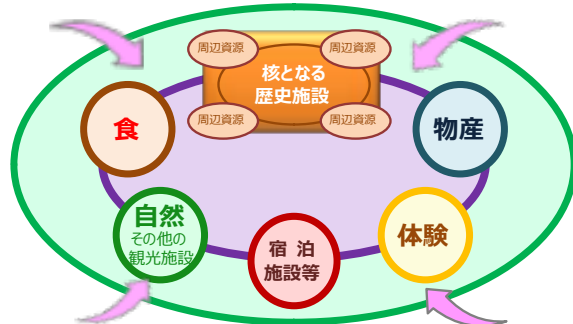 周辺資源
周辺資源
核となる
歴史施設
周辺資源
周辺資源
食
物産
自然
その他の
観光施設
宿 泊
施設等
体験